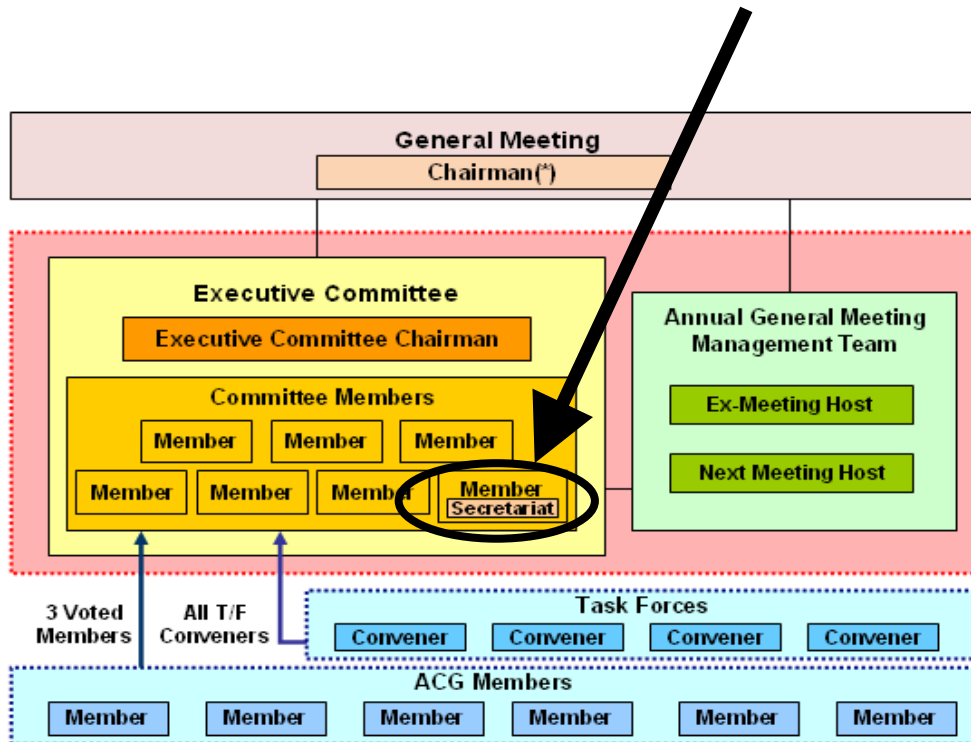 General Meeting
Chairman(*)
Executive Committee
Executive Committee Chairman
Committee Members
Member Member Member
Member Member Member Member
Secretariat
Annual General Meeting
Management Team
Ex-Meeting Host
Next Meeting Host
3 Voted
Members
All T/F
Conveners
Task Forces
Convener Convener Convener Convener
ACG Members
Member Member Member Member Member Member